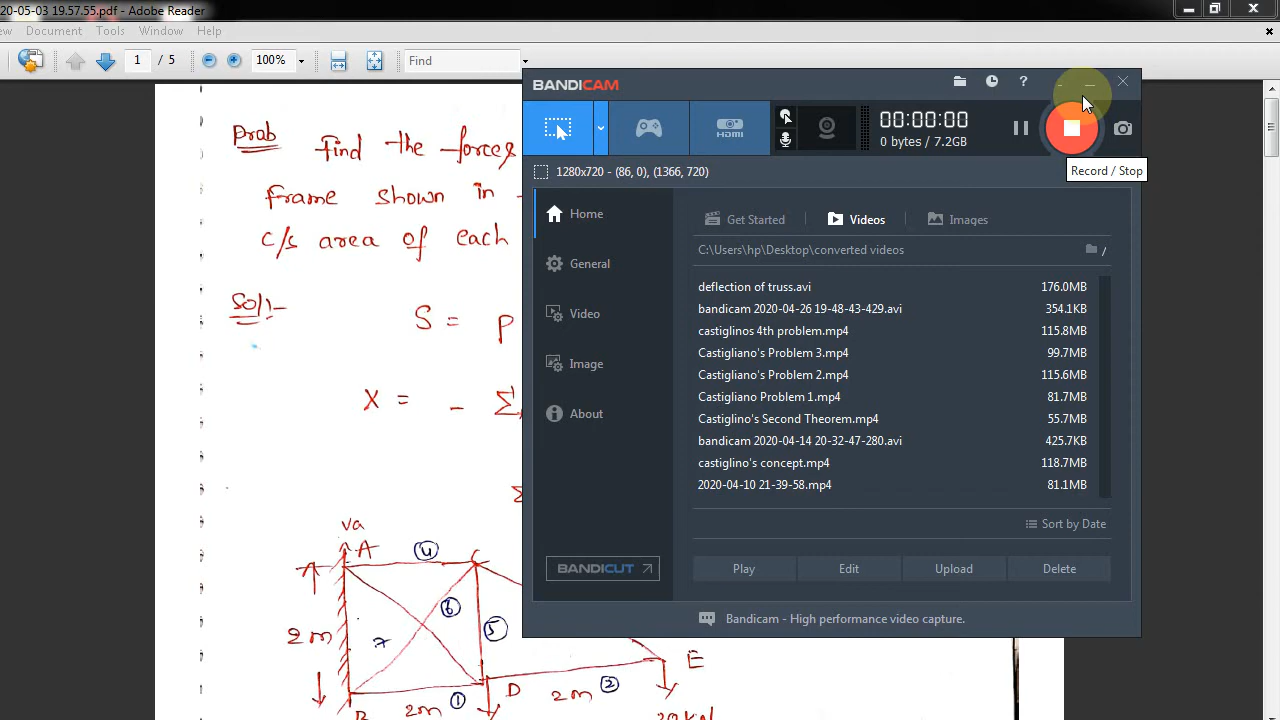 20-05-03 19.57.55.pdf - Adobe Reader
Document Tools Window Help
1 / 5 100% Find
BANDICAM
HDMI
00:00:00
0 bytes / 7.2GB
1280x720 - (86, 0), (1366, 720)
Record / Stop
Home
General
Video
Image
About
Get Started Videos Images
C:\Users\hp\Desktop\converted videos /
deflection of truss.avi 176.0MB
bandicam 2020-04-26 19-48-43-429.avi 354.1KB
castiglinos 4th problem.mp4 115.8MB
Castigliano's Problem 3.mp4 99.7MB
Castigliano's Problem 2.mp4 115.6MB
Castigliano Problem 1.mp4 81.7MB
Castiglino's Second Theorem.mp4 55.7MB
bandicam 2020-04-14 20-32-47-280.avi 425.7KB
castiglino's concept.mp4 118.7MB
2020-04-10 21-39-58.mp4 81.1MB
Sort by Date
BANDICUT
Play Edit Upload Delete
Bandicam - High performance video capture.
Prob Find the forces
Frame shown in
c/s area of each
Sol:-
S = P
X = - Σ
Va
A 4 C
6
2m 7 5
E
D 2m 2
B 2m 1